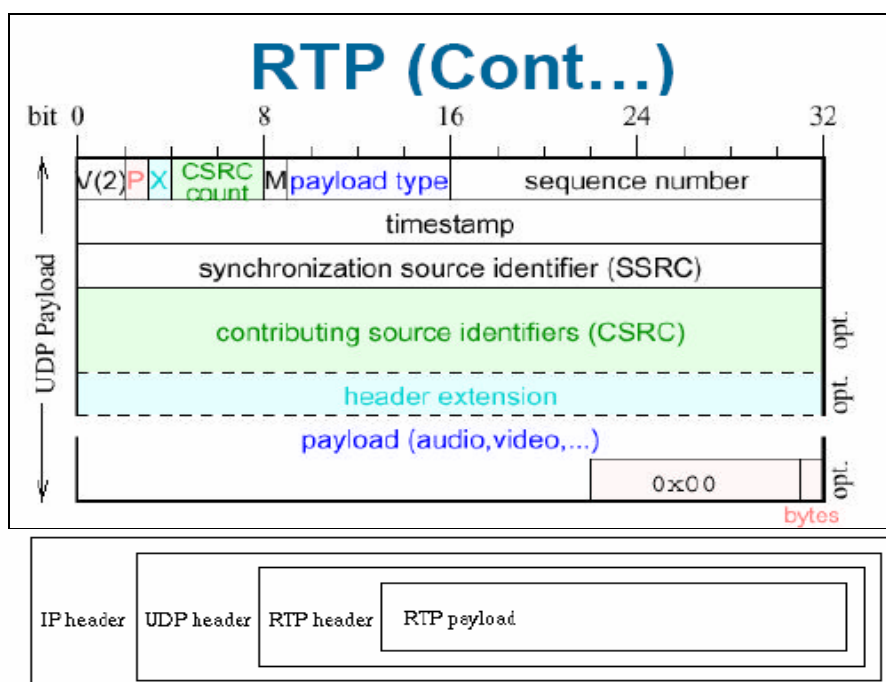 RTP (Cont...)
bit 0 8 16 24 32
V(2) P X CSRC count M payload type sequence number
timestamp
synchronization source identifier (SSRC)
contributing source identifiers (CSRC) opt.
header extension opt.
payload (audio,video,...)
0x00 opt.
bytes
UDP Payload
IP header UDP header RTP header RTP payload